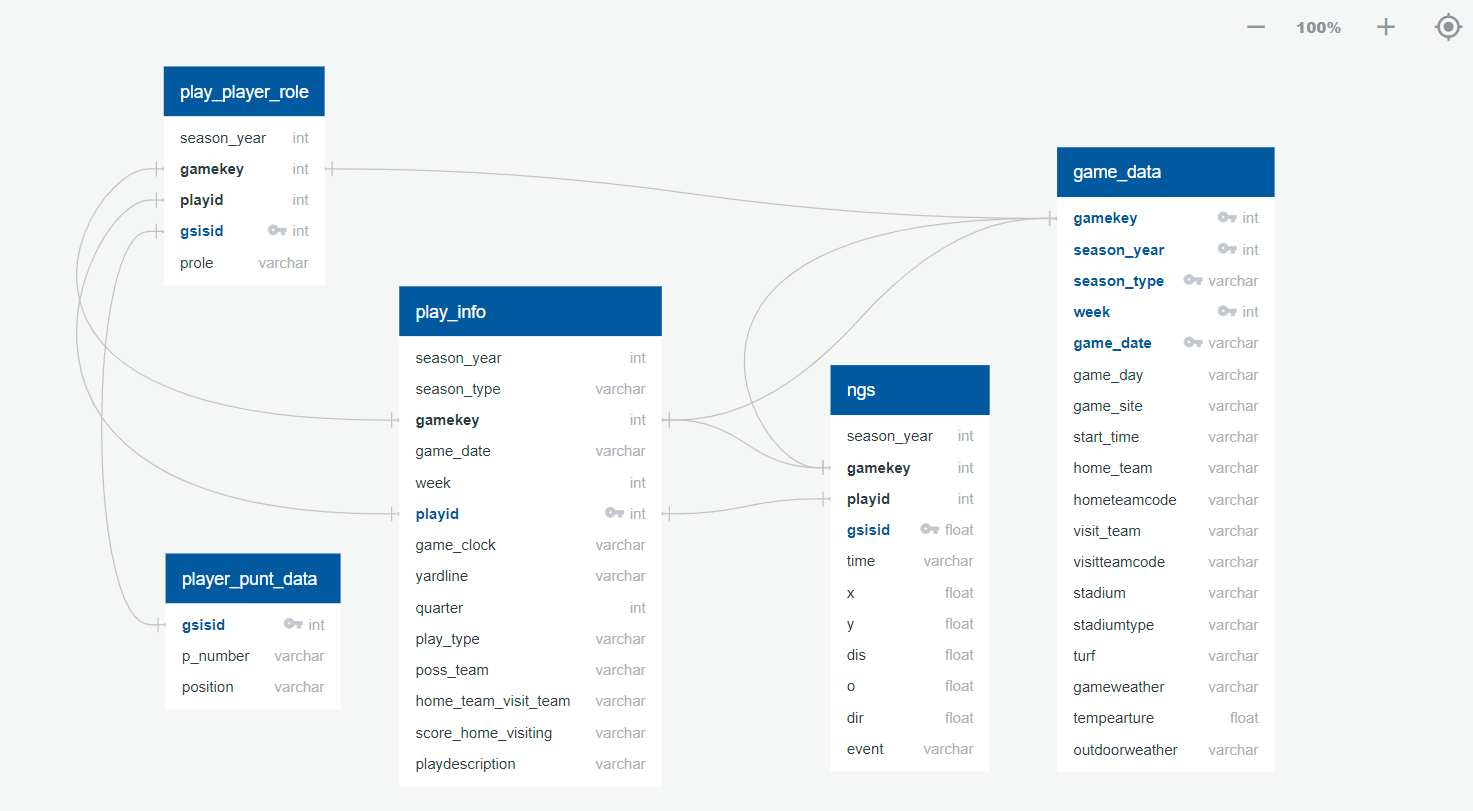 100%
play_player_role
season_year int
gamekey int
playid int
gsisid int
prole varchar
play_info
season_year int
season_type varchar
gamekey int
game_date varchar
week int
playid int
game_clock varchar
yardline varchar
quarter int
play_type varchar
poss_team varchar
home_team_visit_team varchar
score_home_visiting varchar
playdescription varchar
player_punt_data
gsisid int
p_number varchar
position varchar
ngs
season_year int
gamekey int
playid int
gsisid float
time varchar
x float
y float
dis float
o float
dir float
event varchar
game_data
gamekey int
season_year int
season_type varchar
week int
game_date varchar
game_day varchar
game_site varchar
start_time varchar
home_team varchar
hometeamcode varchar
visit_team varchar
visitteamcode varchar
stadium varchar
stadiumtype varchar
turf varchar
gameweather varchar
tempearture float
outdoorweather varchar